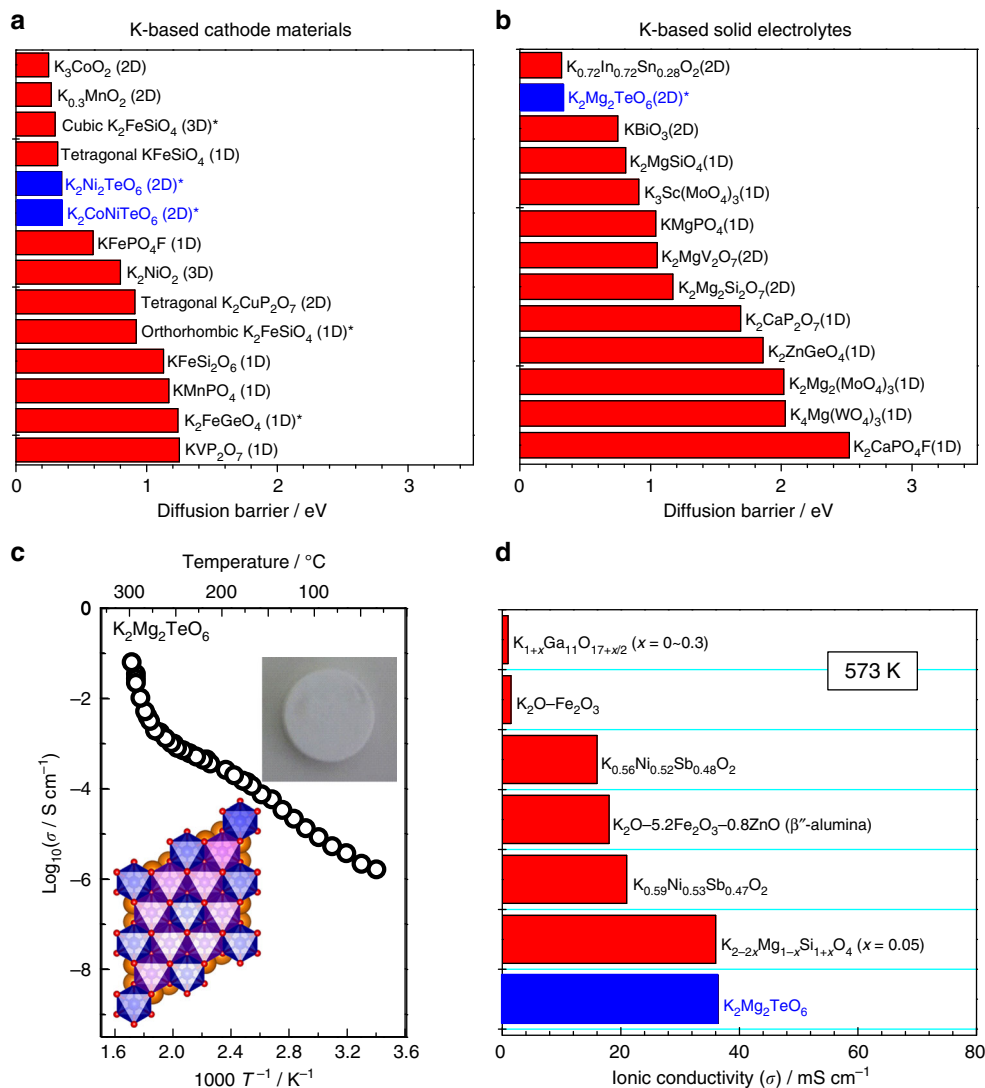 a
K-based cathode materials
K₃CoO₂ (2D)
K₀.₃MnO₂ (2D)
Cubic K₂FeSiO₄ (3D)*
Tetragonal KFeSiO₄ (1D)
K₂Ni₂TeO₆ (2D)*
K₂CoNiTeO₆ (2D)*
KFePO₄F (1D)
K₂NiO₂ (3D)
Tetragonal K₂CuP₂O₇ (2D)
Orthorhombic K₂FeSiO₄ (1D)*
KFeSi₂O₆ (1D)
KMnPO₄ (1D)
K₂FeGeO₄ (1D)*
KVP₂O₇ (1D)
0 1 2 3
Diffusion barrier / eV
b
K-based solid electrolytes
K₀.₇₂In₀.₇₂Sn₀.₂₈O₂(2D)
K₂Mg₂TeO₆(2D)*
KBiO₃(2D)
K₂MgSiO₄(1D)
K₃Sc(MoO₄)₃(1D)
KMgPO₄(1D)
K₂MgV₂O₇(2D)
K₂Mg₂Si₂O₇(2D)
K₂CaP₂O₇(1D)
K₂ZnGeO₄(1D)
K₂Mg₂(MoO₄)₃(1D)
K₄Mg(WO₄)₃(1D)
K₂CaPO₄F(1D)
0 1 2 3
Diffusion barrier / eV
c
Temperature / °C
300 200 100
K₂Mg₂TeO₆
0
−2
−4
−6
−8
Log₁₀(σ / S cm⁻¹)
1.6 2.0 2.4 2.8 3.2 3.6
1000 T⁻¹ / K⁻¹
d
573 K
K₁₊ₓGa₁₁O₁₇₊ₓ/₂ (x = 0~0.3)
K₂O–Fe₂O₃
K₀.₅₆Ni₀.₅₂Sb₀.₄₈O₂
K₂O–5.2Fe₂O₃–0.8ZnO (β″-alumina)
K₀.₅₉Ni₀.₅₃Sb₀.₄₇O₂
K₂₋₂ₓMg₁₋ₓSi₁₊ₓO₄ (x = 0.05)
K₂Mg₂TeO₆
0 20 40 60 80
Ionic conductivity (σ) / mS cm⁻¹